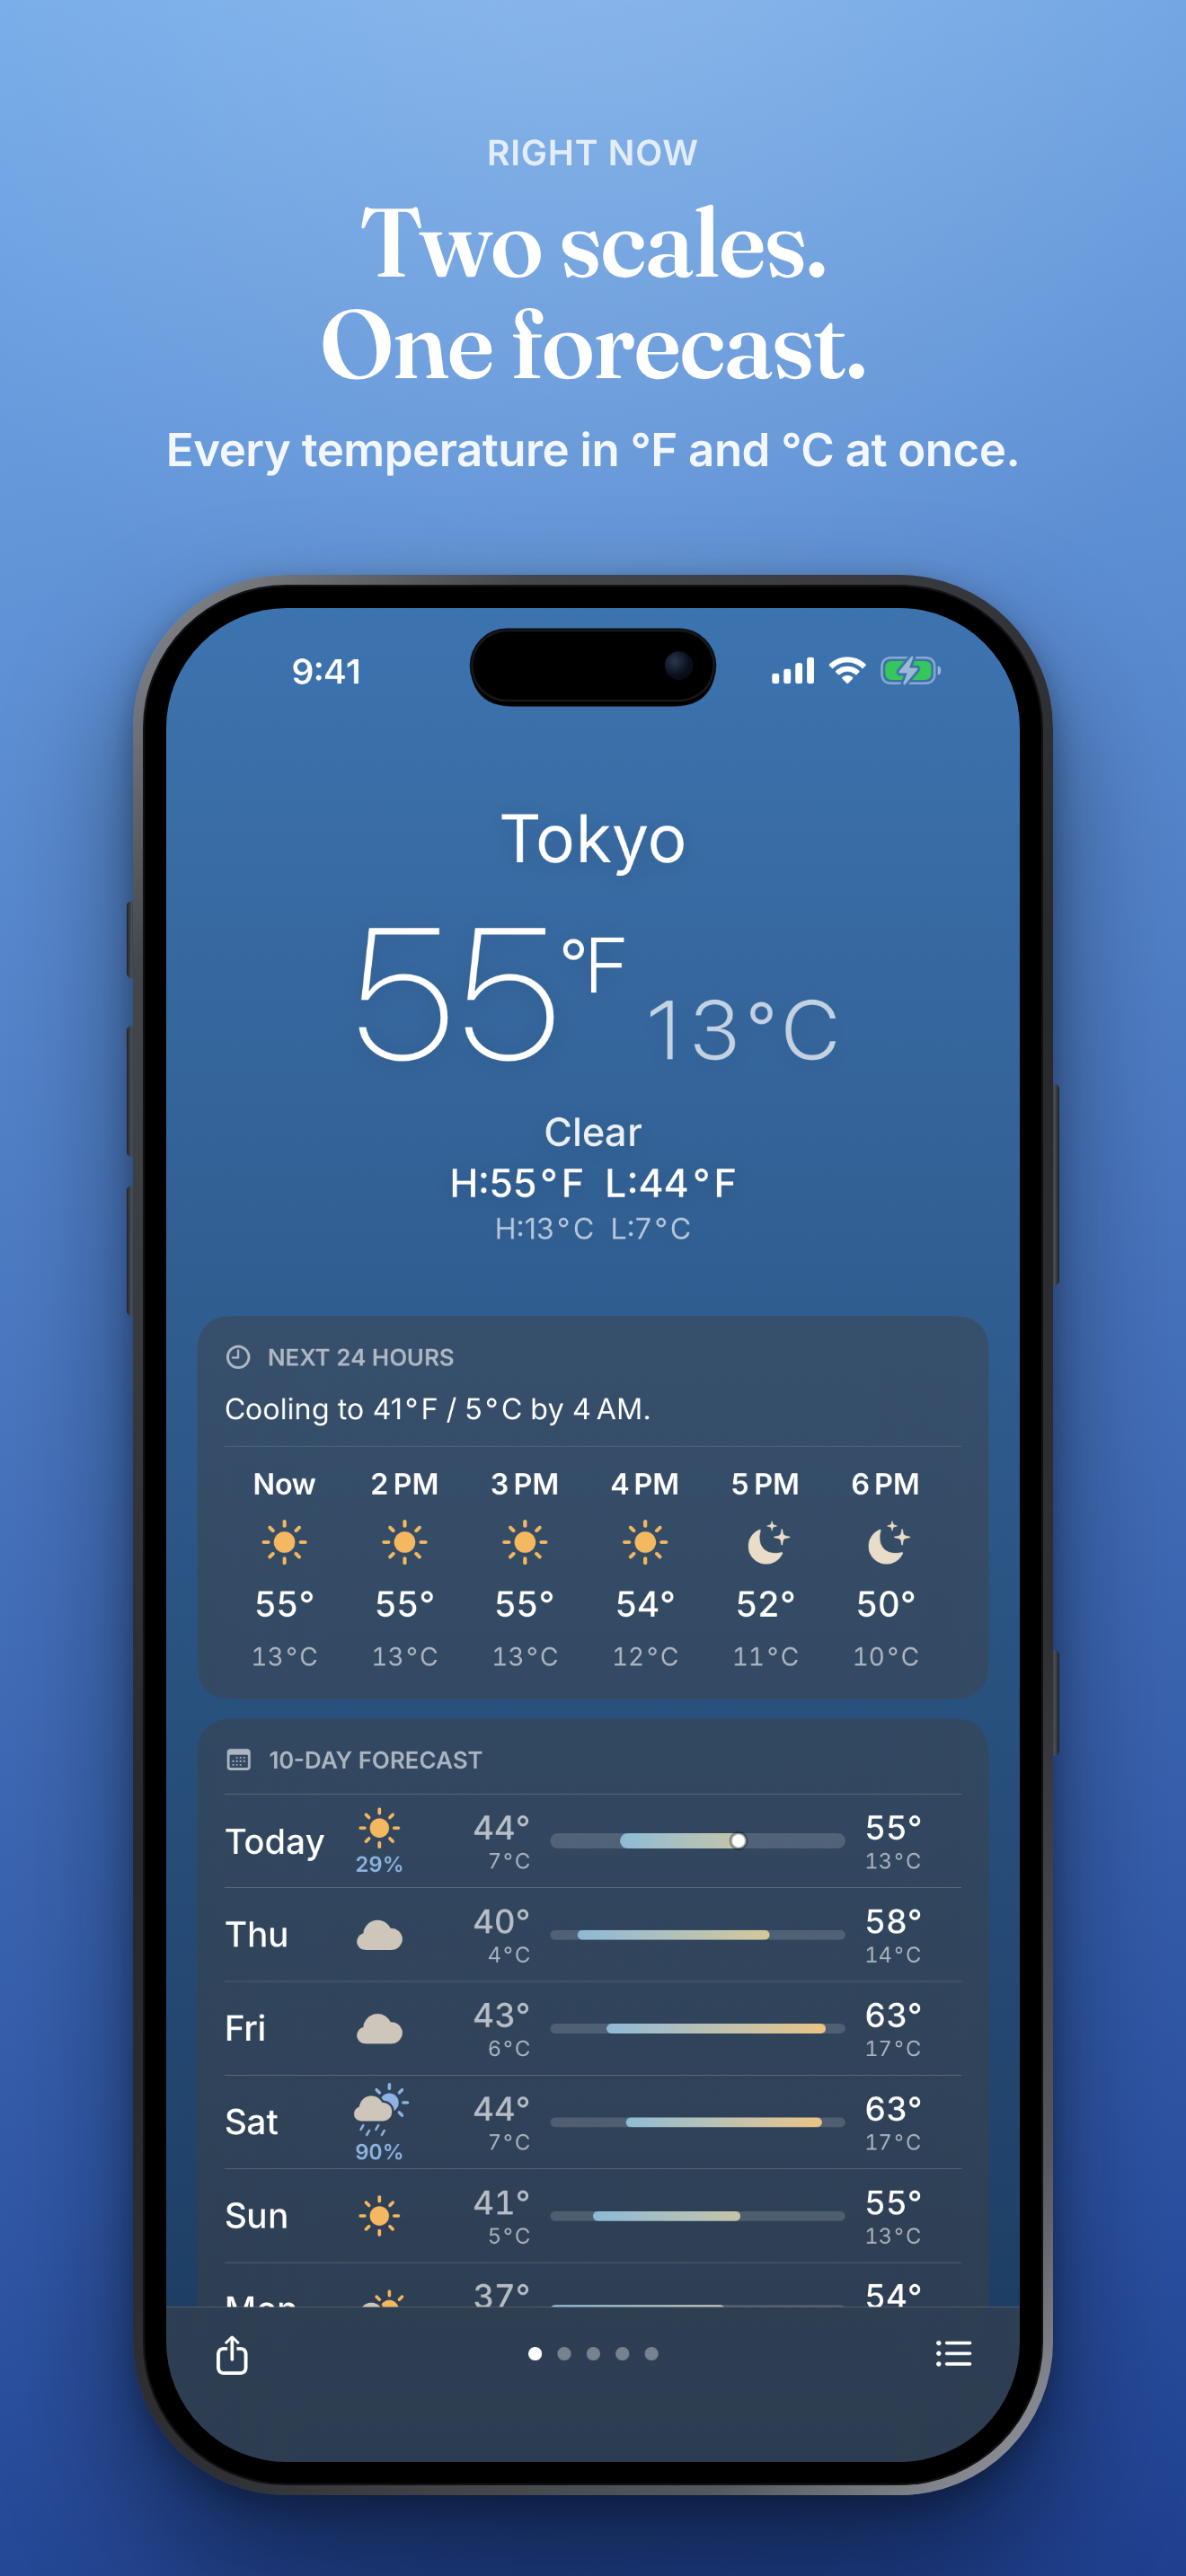 RIGHT NOW
Two scales.
One forecast.
Every temperature in °F and °C at once.
9:41
Tokyo
55°F 13°C
Clear
H:55°F L:44°F
H:13°C L:7°C
NEXT 24 HOURS
Cooling to 41°F / 5°C by 4 AM.
Now 2 PM 3 PM 4 PM 5 PM 6 PM
55° 55° 55° 54° 52° 50°
13°C 13°C 13°C 12°C 11°C 10°C
10-DAY FORECAST
Today 44° 55°
29% 7°C 13°C
Thu 40° 58°
4°C 14°C
Fri 43° 63°
6°C 17°C
Sat 44° 63°
90% 7°C 17°C
Sun 41° 55°
5°C 13°C
Mon 37° 54°